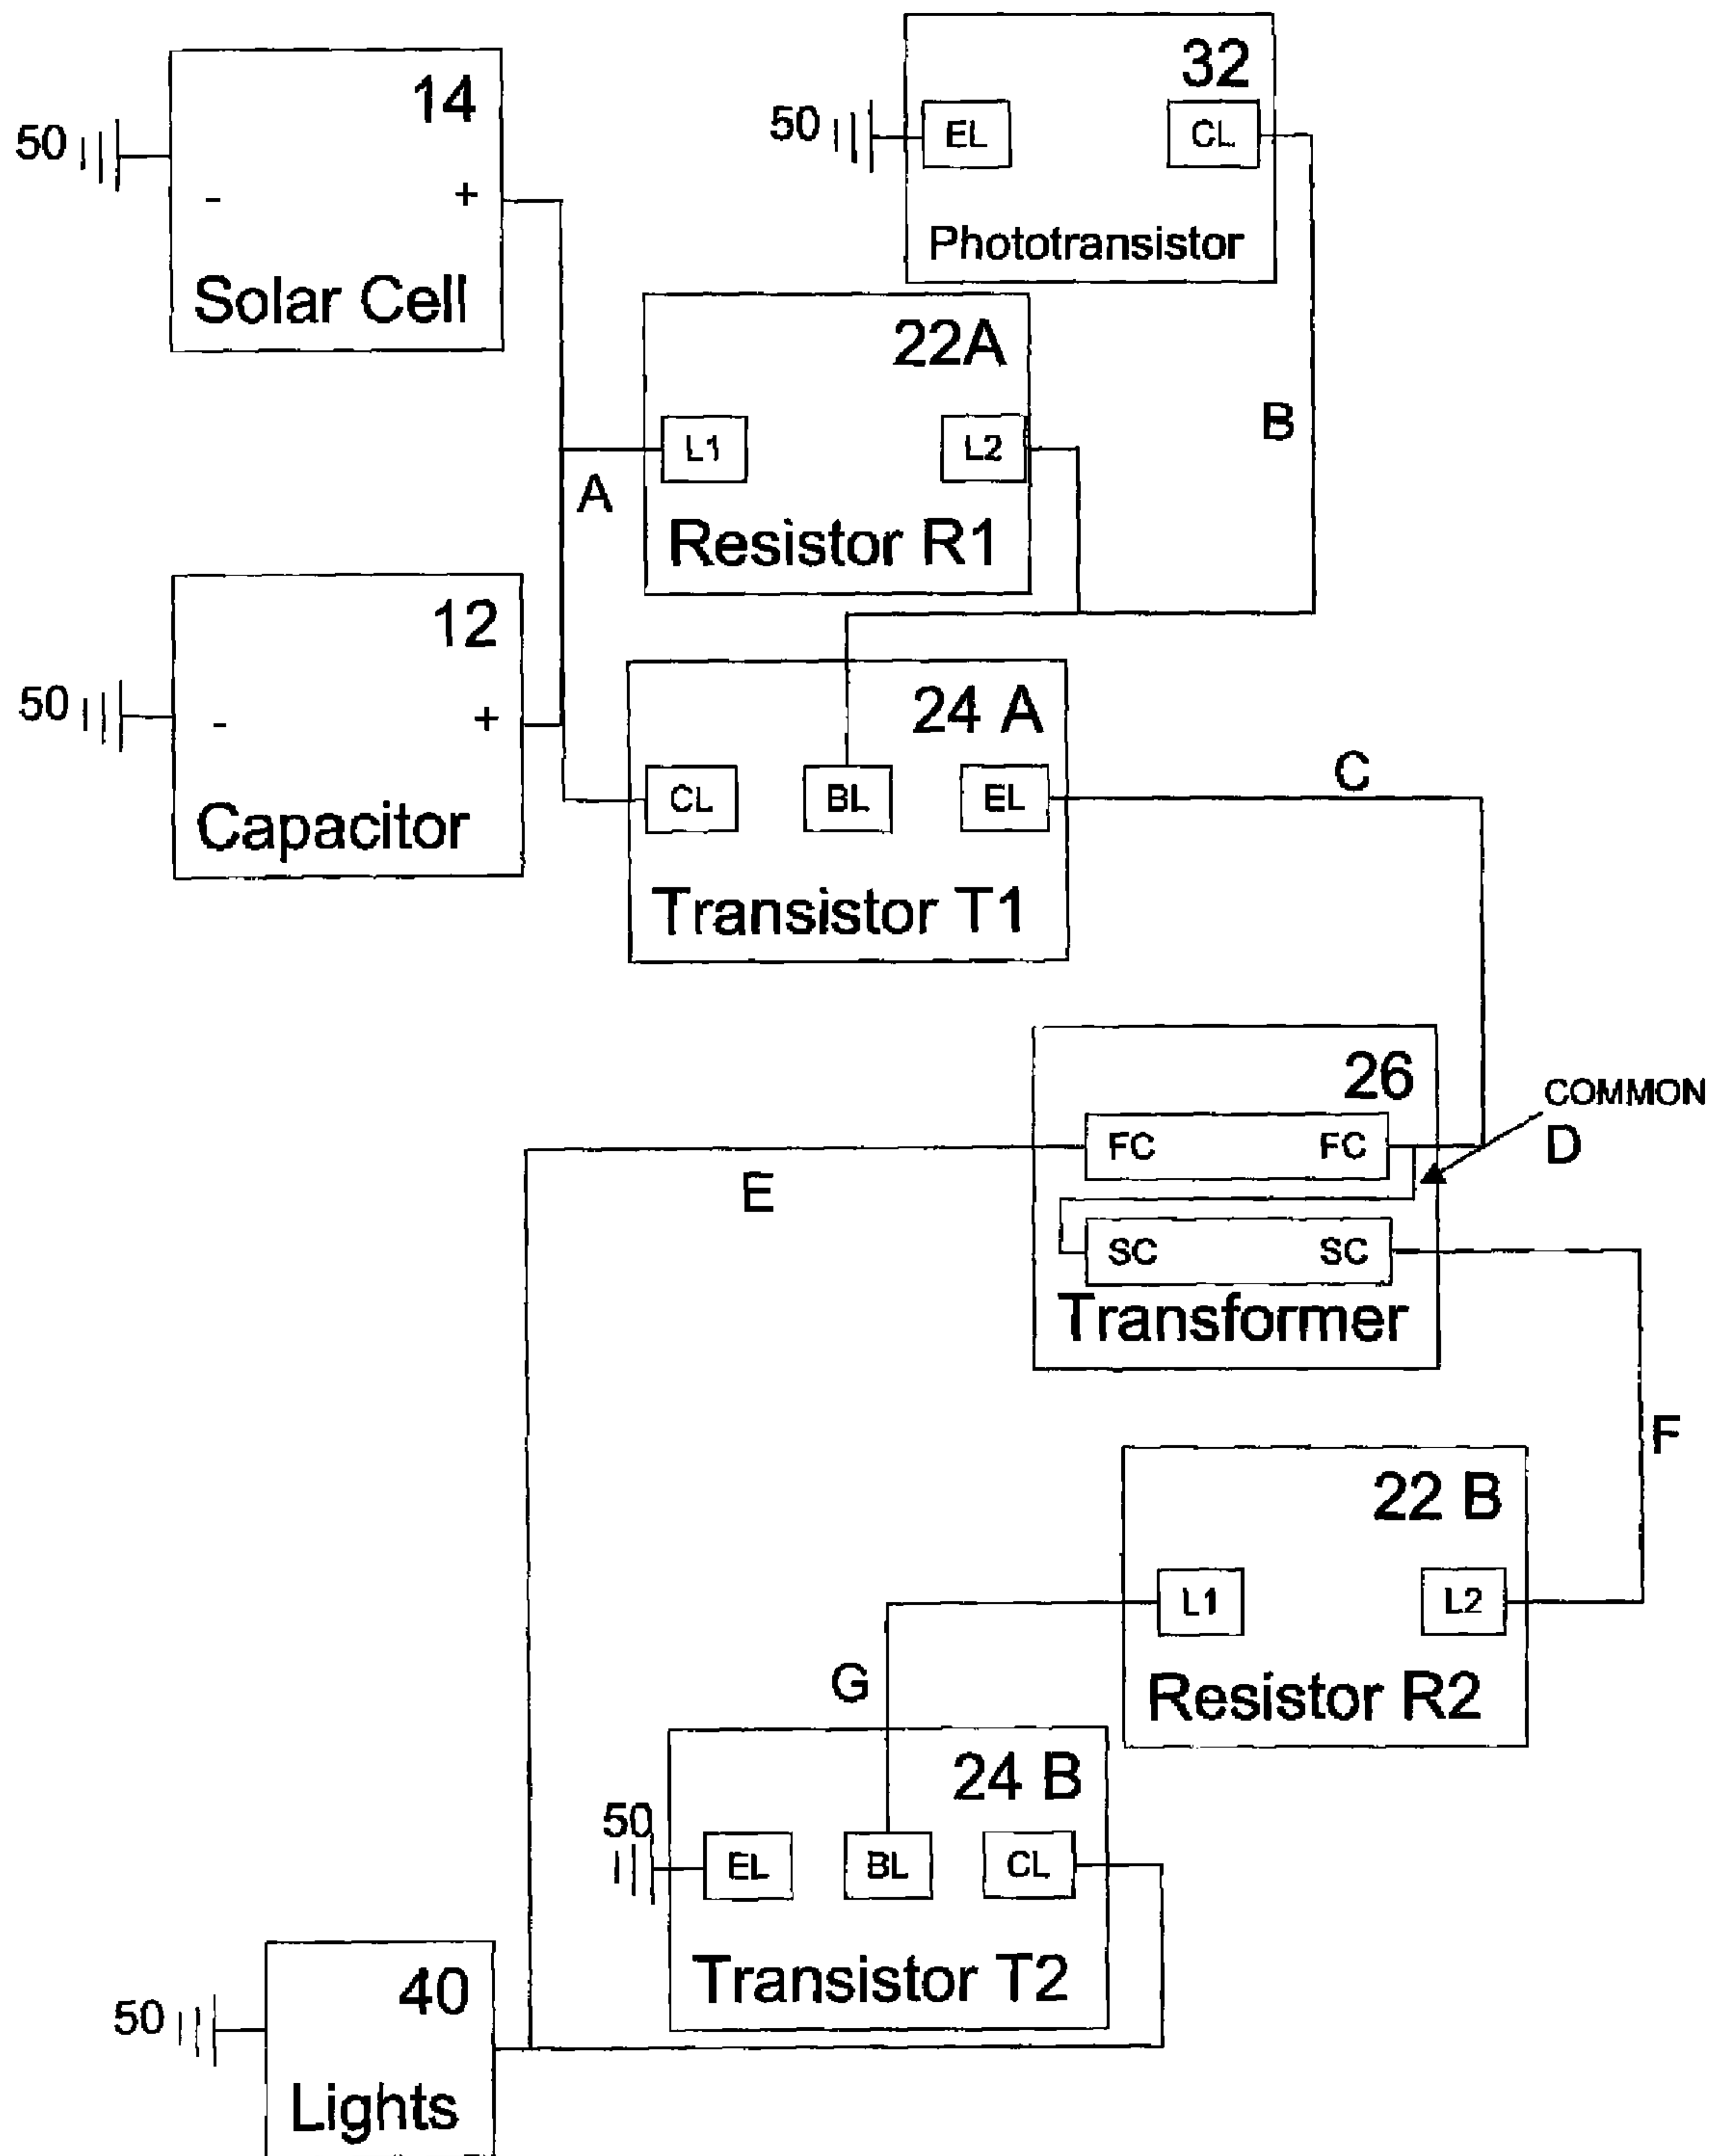 14
50
-
+
Solar Cell
32
50
EL
CL
Phototransistor
22A
L1
L2
A
Resistor R1
B
12
50
-
+
Capacitor
24 A
CL
BL
EL
Transistor T1
C
26
COMMON
D
FC
FC
SC
SC
Transformer
E
F
22 B
L1
L2
Resistor R2
G
24 B
50
EL
BL
CL
Transistor T2
40
50
Lights